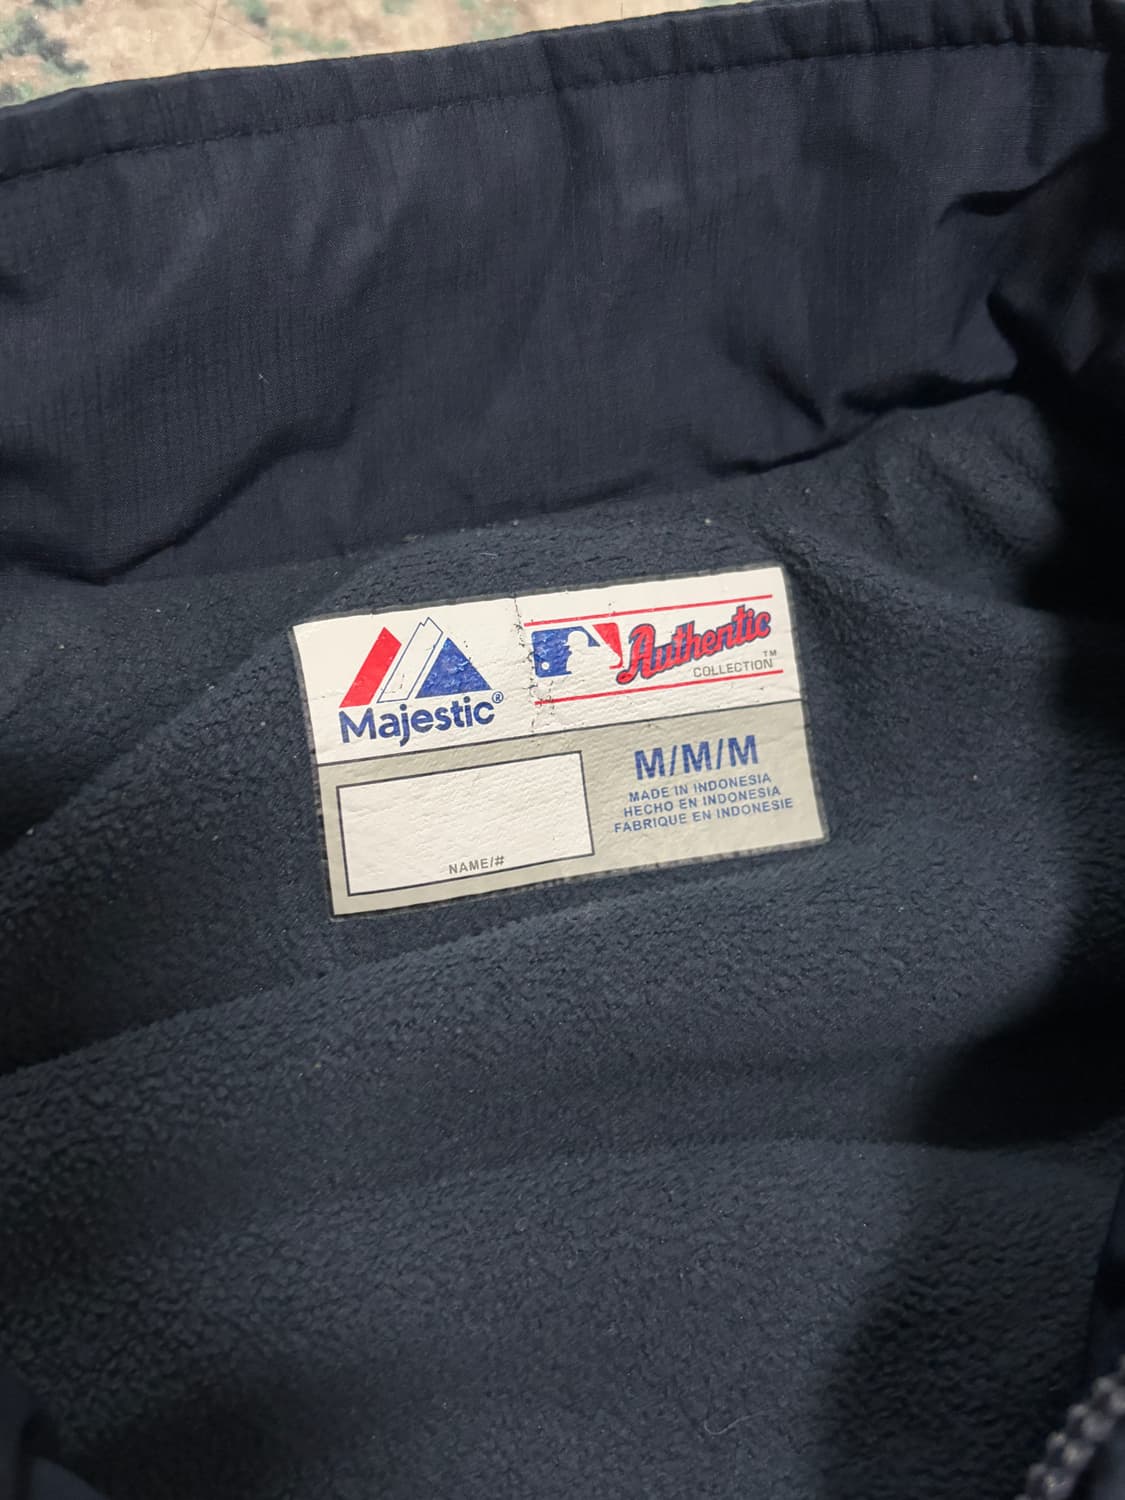 Majestic®
Authentic
COLLECTION™
M/M/M
MADE IN INDONESIA
HECHO EN INDONESIA
FABRIQUE EN INDONESIE
NAME/#